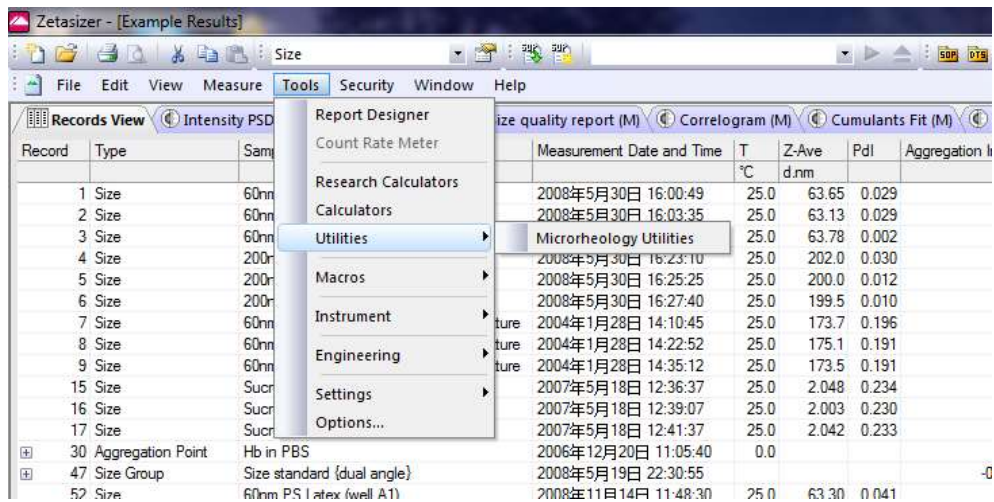 Zetasizer - [Example Results]
Size
File Edit View Measure Tools Security Window Help
Records View Intensity PSD ize quality report (M) Correlogram (M) Cumulants Fit (M)
Record Type Sam Measurement Date and Time T Z-Ave PdI Aggregation I
℃ d.nm
1 Size 60nm 2008年5月30日 16:00:49 25.0 63.65 0.029
2 Size 60nm 2008年5月30日 16:03:35 25.0 63.13 0.029
3 Size 60nm 63.78 0.002
4 Size 200n 2008年5月30日 16:23:10 25.0 202.0 0.030
5 Size 200n 2008年5月30日 16:25:25 25.0 200.0 0.012
6 Size 200n 2008年5月30日 16:27:40 25.0 199.5 0.010
7 Size 60nm ture 2004年1月28日 14:10:45 25.0 173.7 0.196
8 Size 60nm ture 2004年1月28日 14:22:52 25.0 175.1 0.191
9 Size 60nm ture 2004年1月28日 14:35:12 25.0 173.5 0.191
15 Size Sucr 2007年5月18日 12:36:37 25.0 2.048 0.234
16 Size Sucr 2007年5月18日 12:39:07 25.0 2.003 0.230
17 Size Sucr 2007年5月18日 12:41:37 25.0 2.042 0.233
30 Aggregation Point Hb in PBS 2006年12月20日 11:05:40 0.0
47 Size Group Size standard {dual angle} 2008年5月19日 22:30:55 -0
52 Size 60nm PS Latex (well A1) 2008年11月14日 11:48:30 25.0 63.30 0.041
Report Designer
Count Rate Meter
Research Calculators
Calculators
Utilities
Microrheology Utilities
Macros
Instrument
Engineering
Settings
Options...